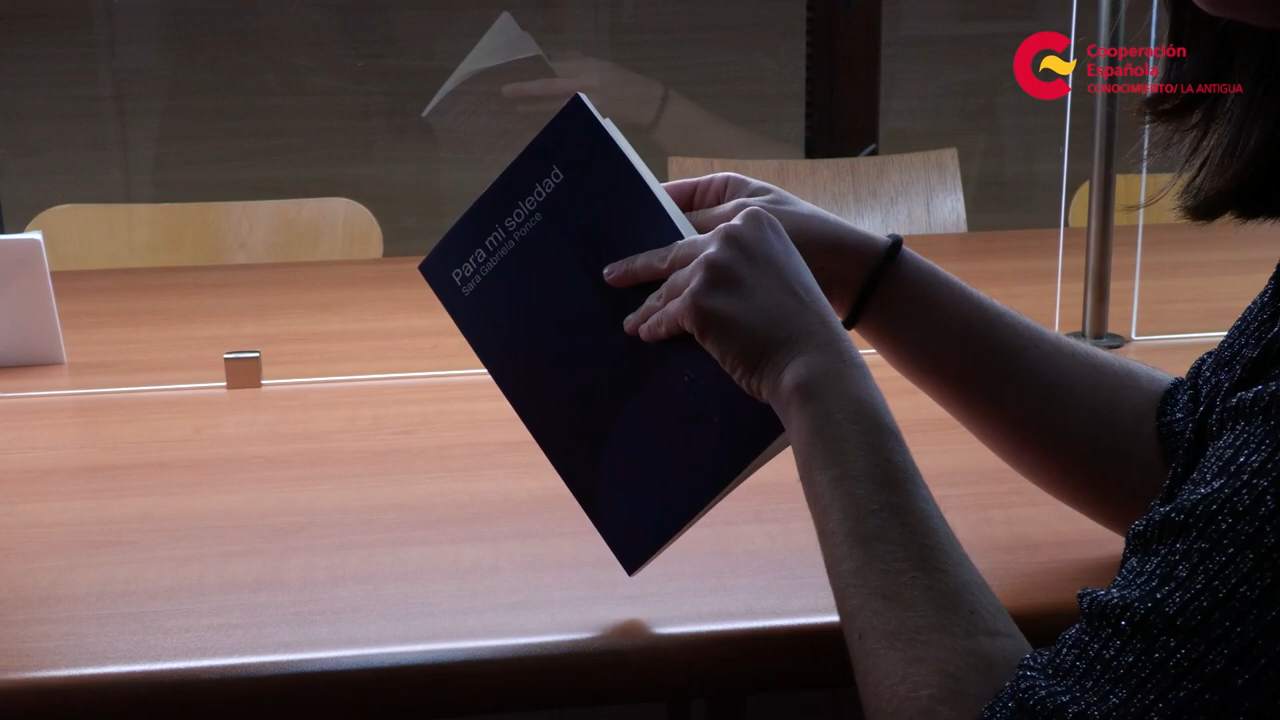 Para mi soledad
Sara Gabriela Ponce
Cooperación
Española
CONOCIMIENTO/ LA ANTIGUA